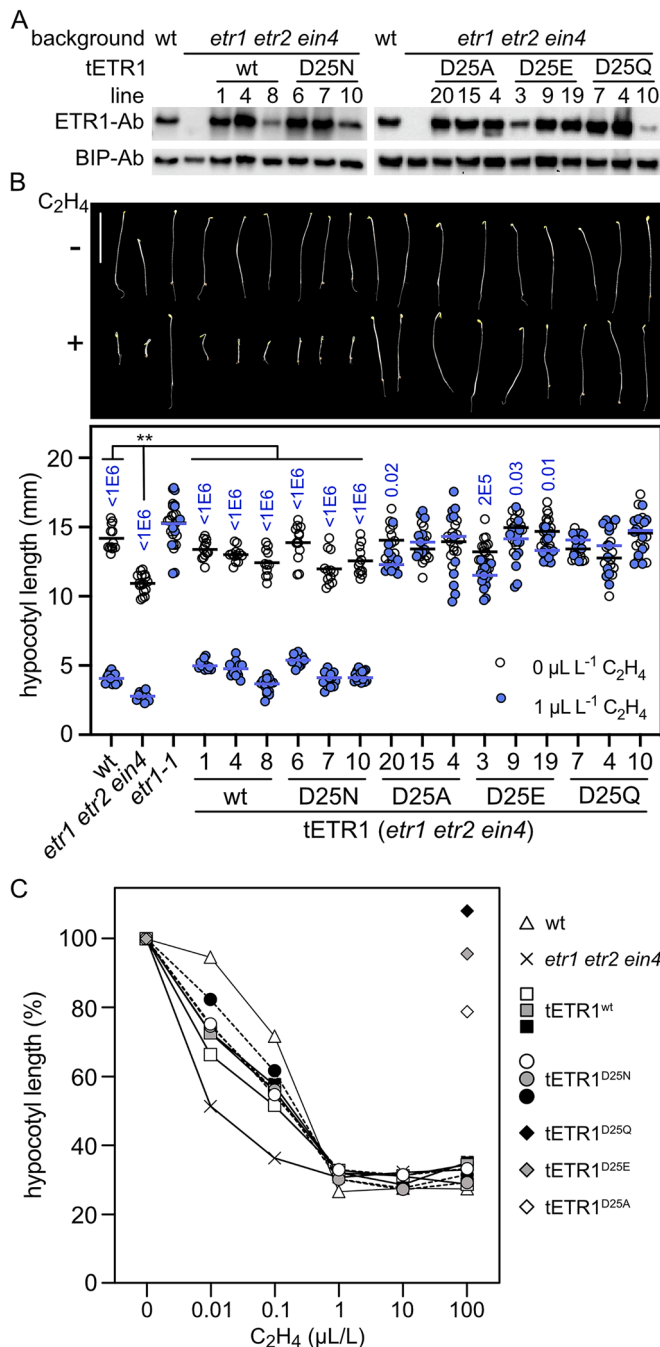 A
background wt etr1 etr2 ein4 wt etr1 etr2 ein4
tETR1 wt D25N D25A D25E D25Q
line 1 4 8 6 7 10 20 15 4 3 9 19 7 4 10
ETR1-Ab
BIP-Ab
B
C₂H₄
-
+
hypocotyl length (mm)
20
15
10
5
0
**
<1E6 <1E6 <1E6 <1E6 <1E6 <1E6 <1E6 <1E6 0.02 2E5 0.03 0.01
0 µL L⁻¹ C₂H₄
1 µL L⁻¹ C₂H₄
wt etr1 etr2 ein4 etr1-1 1 4 8 6 7 10 20 15 4 3 9 19 7 4 10
wt D25N D25A D25E D25Q
tETR1 (etr1 etr2 ein4)
C
hypocotyl length (%)
100
80
60
40
20
0
0 0.01 0.1 1 10 100
C₂H₄ (µL/L)
wt
etr1 etr2 ein4
tETR1ʷᵗ
tETR1ᴰ²⁵ᴺ
tETR1ᴰ²⁵Q
tETR1ᴰ²⁵ᴱ
tETR1ᴰ²⁵ᴬ